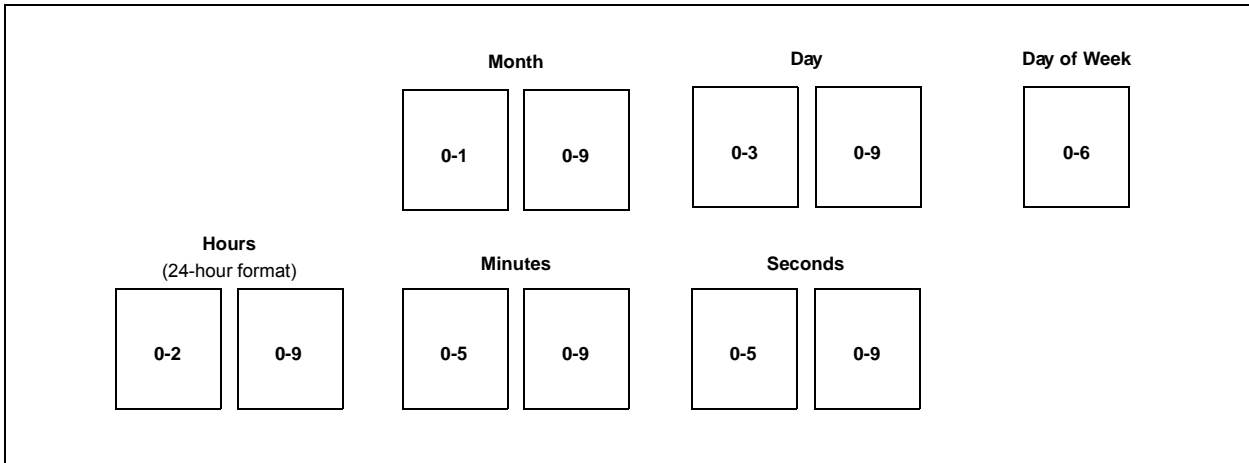 Month Day Day of Week
0-1 0-9 0-3 0-9 0-6
Hours
(24-hour format) Minutes Seconds
0-2 0-9 0-5 0-9 0-5 0-9